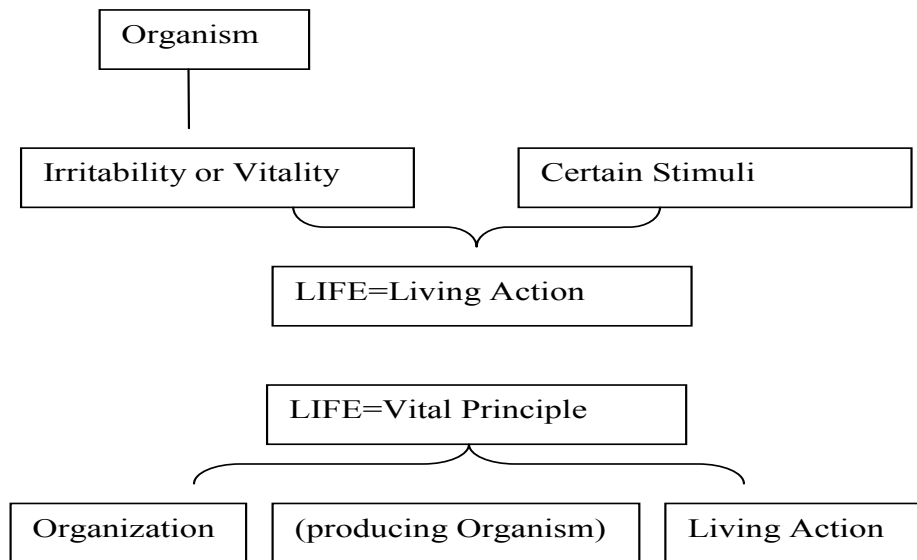 Organism
Irritability or Vitality
Certain Stimuli
LIFE=Living Action
LIFE=Vital Principle
Organization
(producing Organism)
Living Action